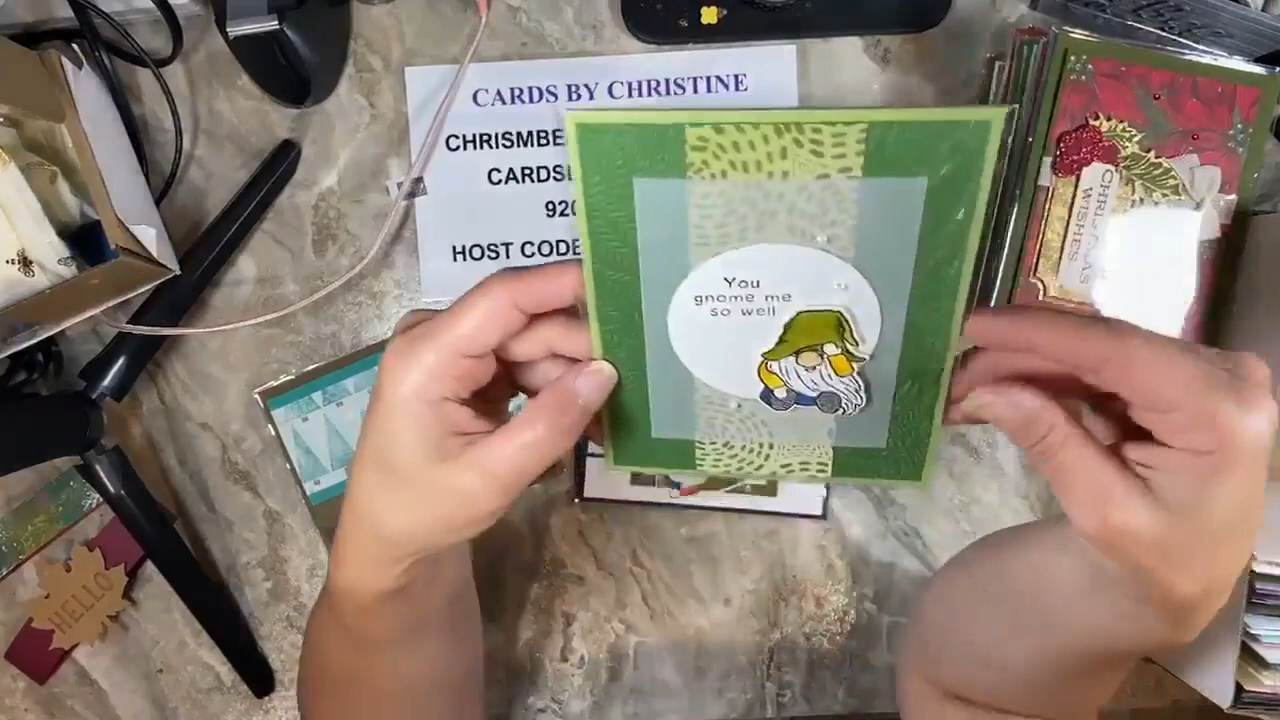 CARDS BY CHRISTINE
CHRISMBE
CARDS
920
HOST CODE
You
gnome me
so well
CHRISTMAS
WISHES
HELLO